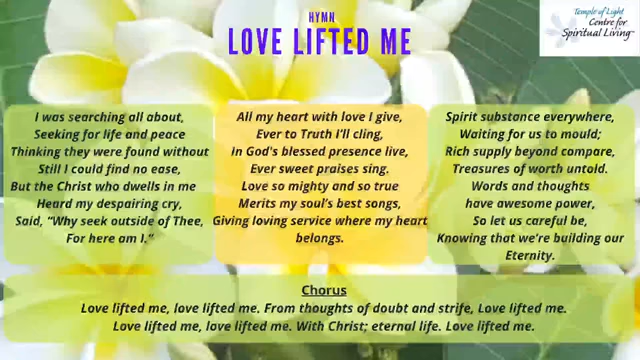 HYMN
LOVE LIFTED ME
Temple of Light
Centre for
Spiritual Living™
I was searching all about,
Seeking for life and peace
Thinking they were found without
Still I could find no ease,
But the Christ who dwells in me
Heard my despairing cry,
Said, “Why seek outside of Thee,
For here am I.”
All my heart with love I give,
Ever to Truth I’ll cling,
In God's blessed presence live,
Ever sweet praises sing.
Love so mighty and so true
Merits my soul’s best songs,
Giving loving service where my heart
belongs.
Spirit substance everywhere,
Waiting for us to mould;
Rich supply beyond compare,
Treasures of worth untold.
Words and thoughts
have awesome power,
So let us careful be,
Knowing that we’re building our
Eternity.
Chorus
Love lifted me, love lifted me. From thoughts of doubt and strife, Love lifted me.
Love lifted me, love lifted me. With Christ; eternal life. Love lifted me.